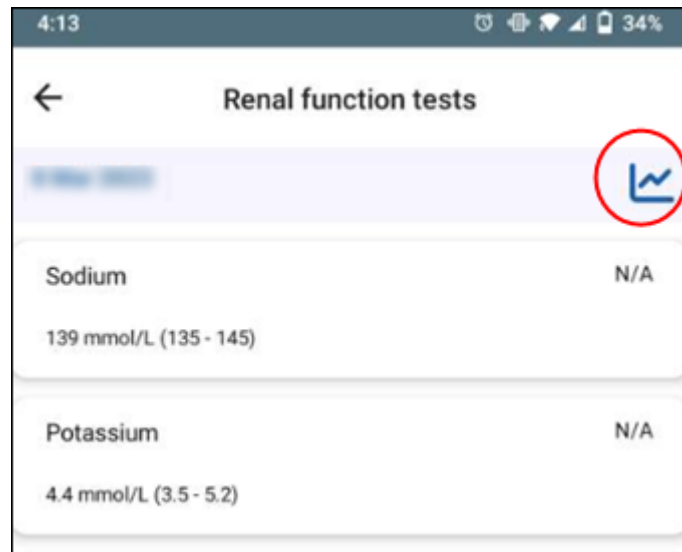 4:13 34%
Renal function tests
Sodium N/A
139 mmol/L (135 - 145)
Potassium N/A
4.4 mmol/L (3.5 - 5.2)